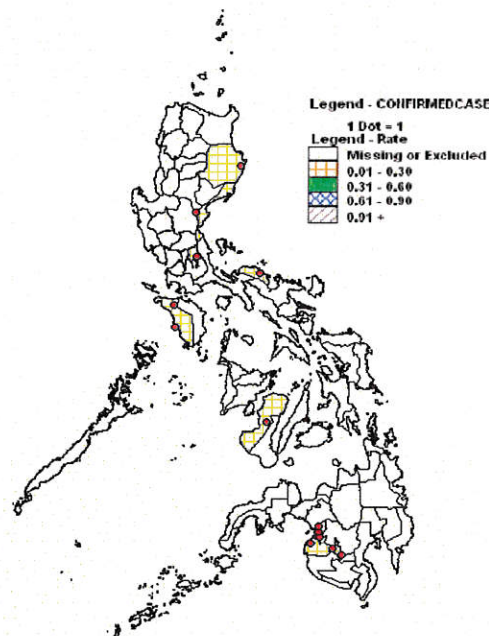 Legend - CONFIRMEDCASE
1 Dot = 1
Legend - Rate
Missing or Excluded
0.01 - 0.30
0.31 - 0.60
0.61 - 0.90
0.91 +